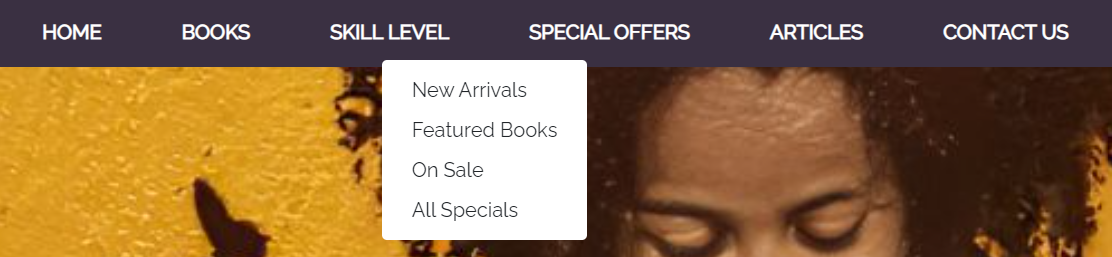 HOME BOOKS SKILL LEVEL SPECIAL OFFERS ARTICLES CONTACT US
New Arrivals
Featured Books
On Sale
All Specials